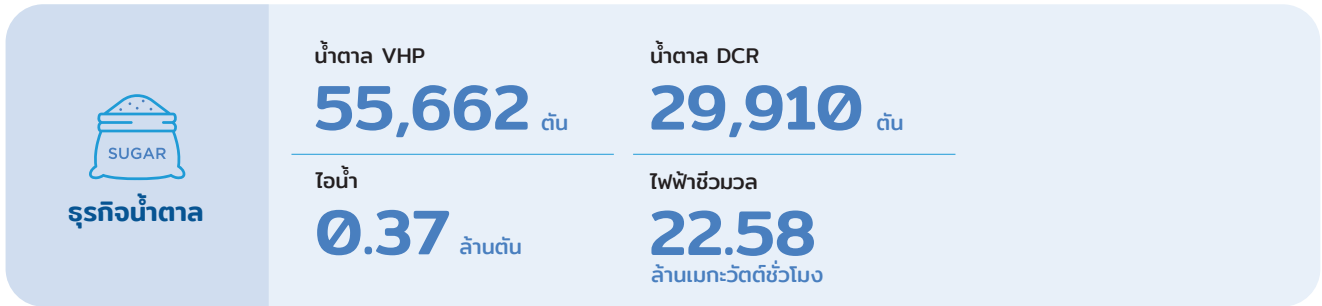 SUGAR
ธุรกิจน้ำตาล
น้ำตาล VHP
55,662 ตัน
น้ำตาล DCR
29,910 ตัน
ไอน้ำ
0.37 ล้านตัน
ไฟฟ้าชีวมวล
22.58
ล้านเมกะวัตต์ชั่วโมง